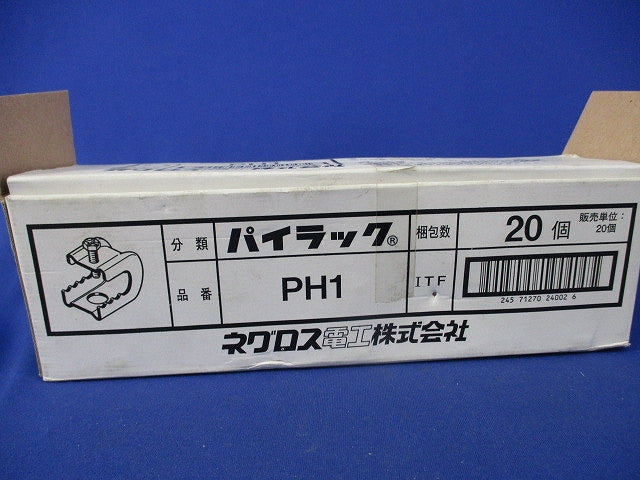 分類 パイラック® 梱包数 20個 販売単位：20個
品番 PH1 ITF
245 71270 24002 6
ネグロス電工株式会社